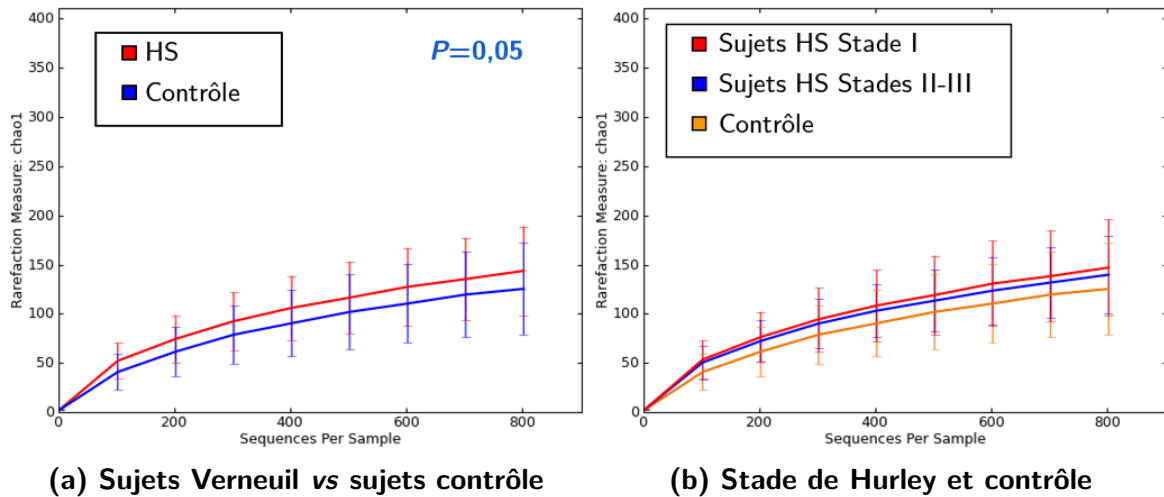 400
350
300
250
200
150
100
50
0
Rarefaction Measure: chao1
HS
Contrôle
P=0,05
0 200 400 600 800
Sequences Per Sample
(a) Sujets Verneuil vs sujets contrôle
400
350
300
250
200
150
100
50
0
Rarefaction Measure: chao1
Sujets HS Stade I
Sujets HS Stades II-III
Contrôle
0 200 400 600 800
Sequences Per Sample
(b) Stade de Hurley et contrôle